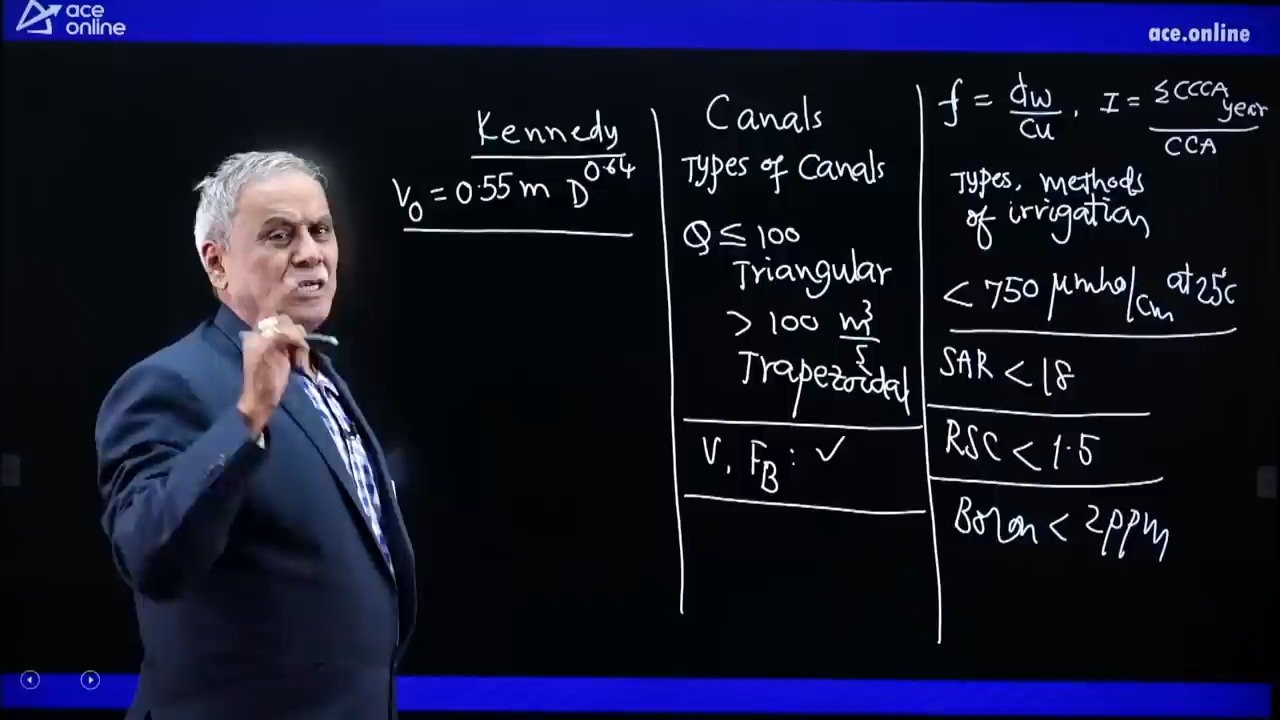 ace
online
ace.online
Kennedy
V₀ = 0.55 m D^0.64
Canals
Types of Canals
Q ≤ 100
Triangular
> 100 m³/s
Trapezoidal
V, F_B : ✓
f = dw/Cu, I = ΣCCCA year/CCA
Types, methods
of irrigation
< 750 μmho/cm at 25°c
SAR < 18
RSC < 1.5
Boron < 2ppm